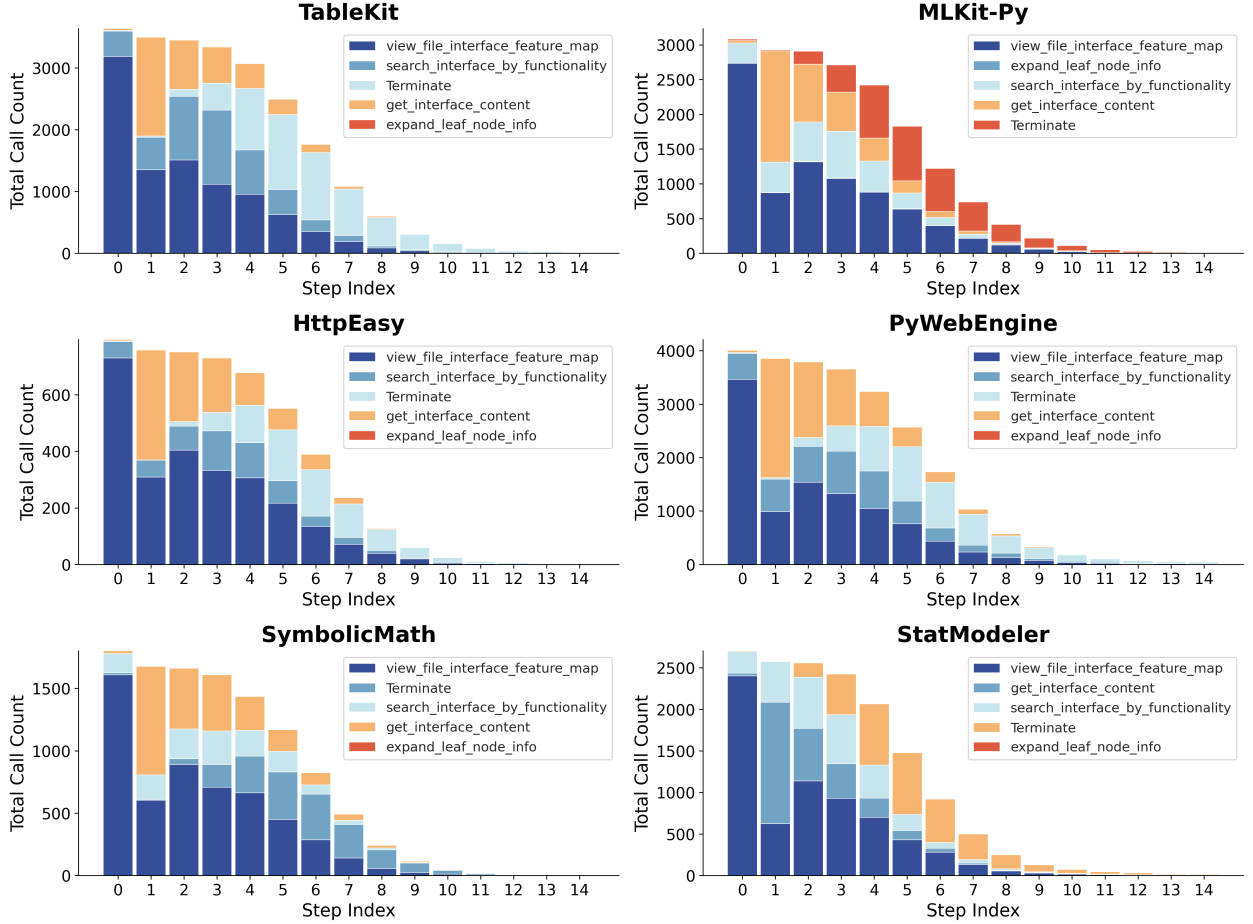 TableKit
Total Call Count
3000
2000
1000
0
view_file_interface_feature_map
search_interface_by_functionality
Terminate
get_interface_content
expand_leaf_node_info
0 1 2 3 4 5 6 7 8 9 10 11 12 13 14
Step Index
MLKit-Py
Total Call Count
3000
2500
2000
1500
1000
500
0
view_file_interface_feature_map
expand_leaf_node_info
search_interface_by_functionality
get_interface_content
Terminate
0 1 2 3 4 5 6 7 8 9 10 11 12 13 14
Step Index
HttpEasy
Total Call Count
600
400
200
0
view_file_interface_feature_map
search_interface_by_functionality
Terminate
get_interface_content
expand_leaf_node_info
0 1 2 3 4 5 6 7 8 9 10 11 12 13 14
Step Index
PyWebEngine
Total Call Count
4000
3000
2000
1000
0
view_file_interface_feature_map
search_interface_by_functionality
Terminate
get_interface_content
expand_leaf_node_info
0 1 2 3 4 5 6 7 8 9 10 11 12 13 14
Step Index
SymbolicMath
Total Call Count
1500
1000
500
0
view_file_interface_feature_map
Terminate
search_interface_by_functionality
get_interface_content
expand_leaf_node_info
0 1 2 3 4 5 6 7 8 9 10 11 12 13 14
Step Index
StatModeler
Total Call Count
2500
2000
1500
1000
500
0
view_file_interface_feature_map
get_interface_content
search_interface_by_functionality
Terminate
expand_leaf_node_info
0 1 2 3 4 5 6 7 8 9 10 11 12 13 14
Step Index